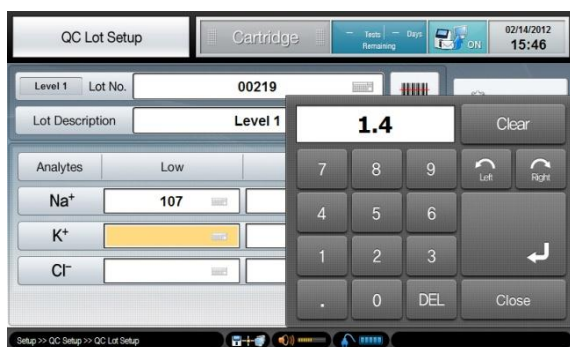 QC Lot Setup
Cartridge
– Tests – Days
Remaining
ON
02/14/2012
15:46
Level 1 Lot No. 00219
Lot Description Level 1
Analytes Low
Na⁺ 107
K⁺
Cl⁻
1.4 Clear
7 8 9 Left Right
4 5 6
1 2 3
. 0 DEL Close
Setup >> QC Setup >> QC Lot Setup